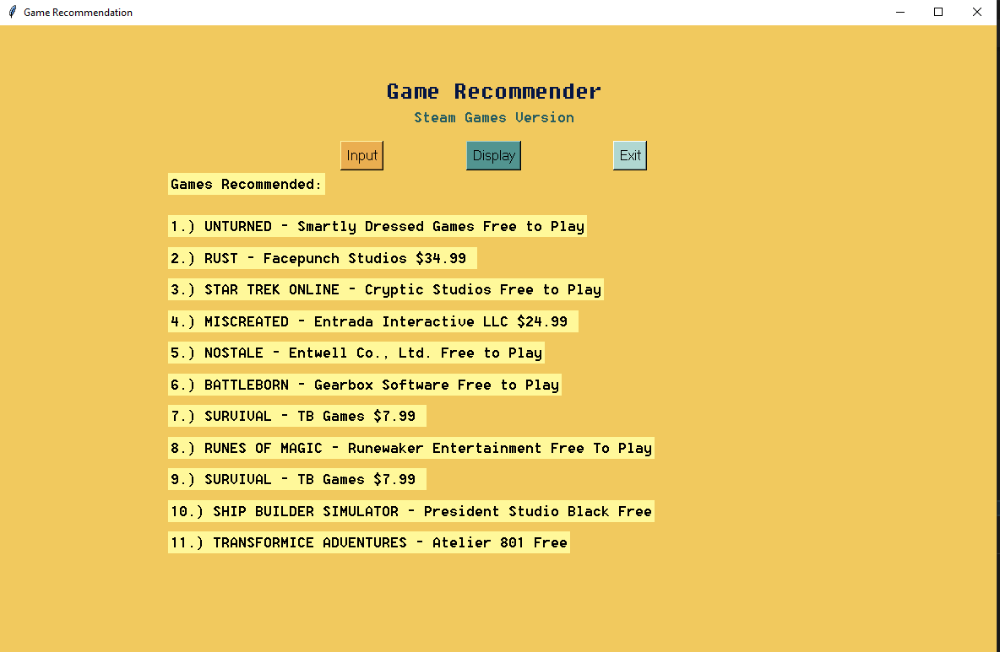 Game Recommendation
Game Recommender
Steam Games Version
Input Display Exit
Games Recommended:
1.) UNTURNED - Smartly Dressed Games Free to Play
2.) RUST - Facepunch Studios $34.99
3.) STAR TREK ONLINE - Cryptic Studios Free to Play
4.) MISCREATED - Entrada Interactive LLC $24.99
5.) NOSTALE - Entwell Co., Ltd. Free to Play
6.) BATTLEBORN - Gearbox Software Free to Play
7.) SURVIVAL - TB Games $7.99
8.) RUNES OF MAGIC - Runewaker Entertainment Free To Play
9.) SURVIVAL - TB Games $7.99
10.) SHIP BUILDER SIMULATOR - President Studio Black Free
11.) TRANSFORMICE ADVENTURES - Atelier 801 Free